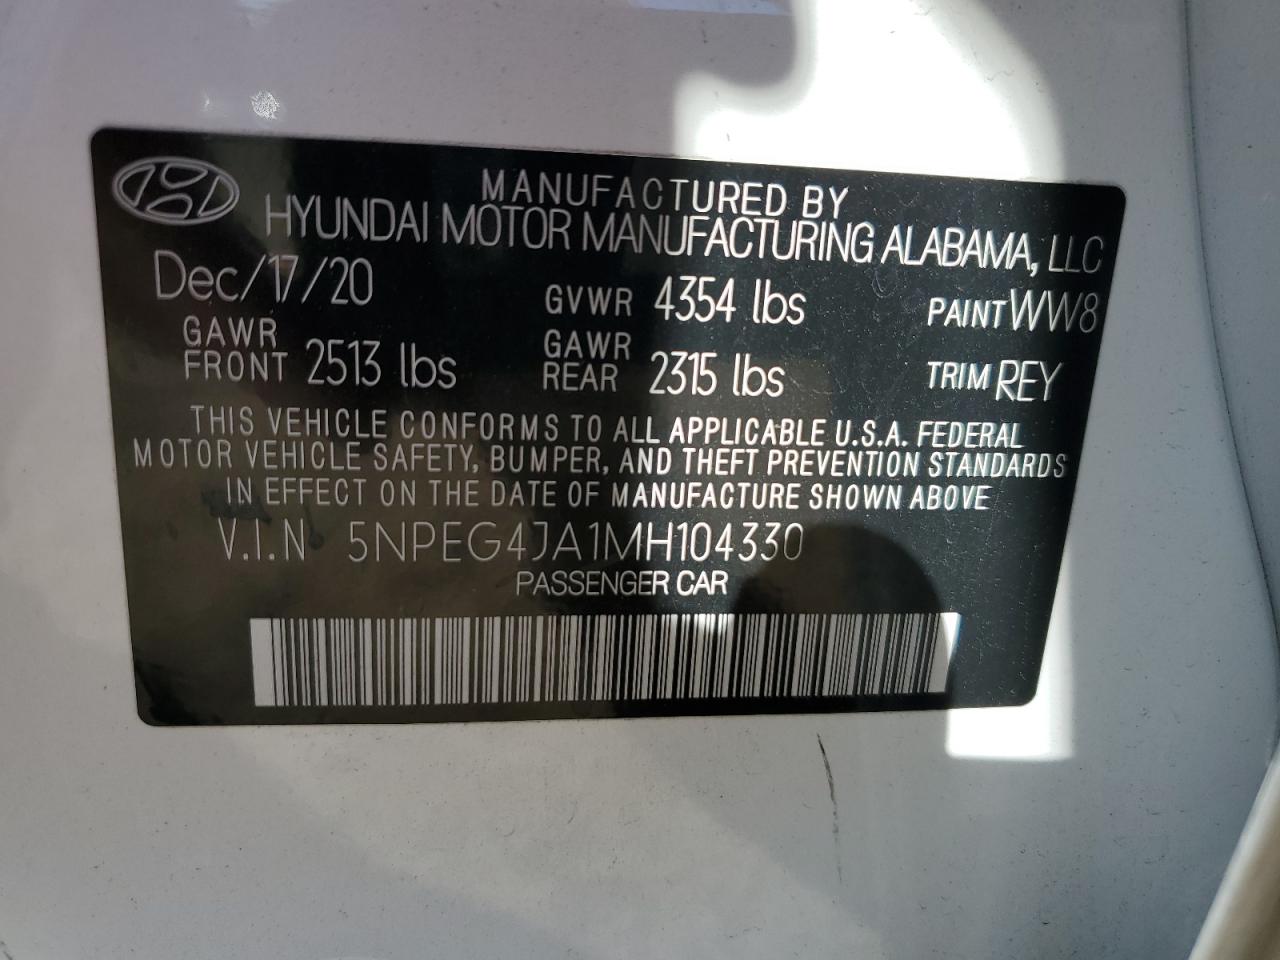 MANUFACTURED BY
HYUNDAI MOTOR MANUFACTURING ALABAMA, LLC
Dec/17/20 GVWR 4354 lbs PAINT WW8
GAWR FRONT 2513 lbs GAWR REAR 2315 lbs TRIM REY
THIS VEHICLE CONFORMS TO ALL APPLICABLE U.S.A. FEDERAL
MOTOR VEHICLE SAFETY, BUMPER, AND THEFT PREVENTION STANDARDS
IN EFFECT ON THE DATE OF MANUFACTURE SHOWN ABOVE
V.I.N 5NPEG4JA1MH104330
PASSENGER CAR